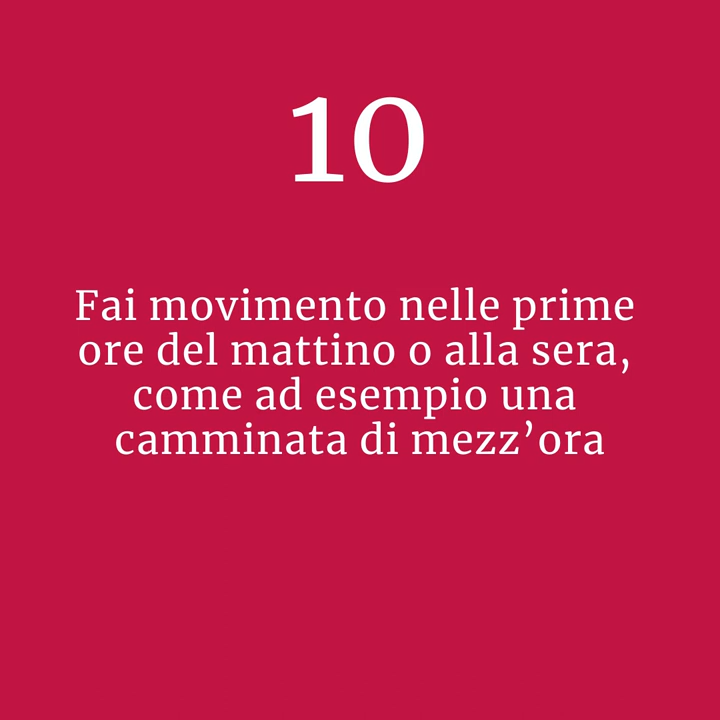 10
Fai movimento nelle prime
ore del mattino o alla sera,
come ad esempio una
camminata di mezz’ora